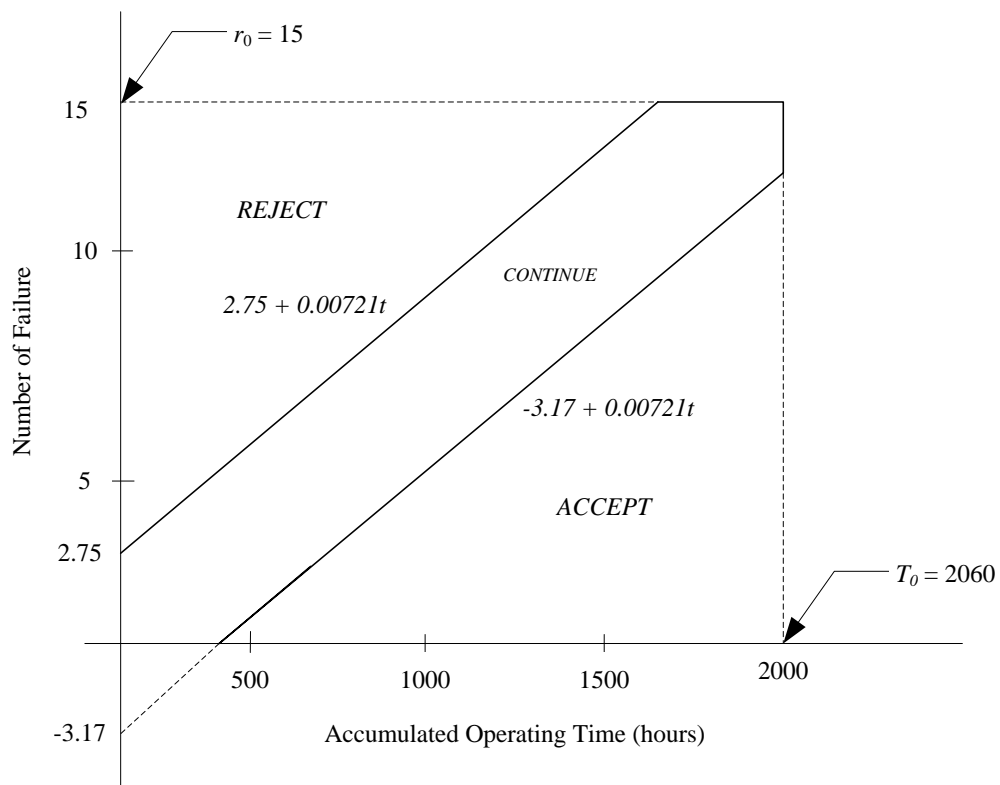 r0 = 15
15
REJECT
10
CONTINUE
2.75 + 0.00721t
Number of Failure
-3.17 + 0.00721t
5
ACCEPT
2.75
T0 = 2060
500
1000
1500
2000
-3.17
Accumulated Operating Time (hours)